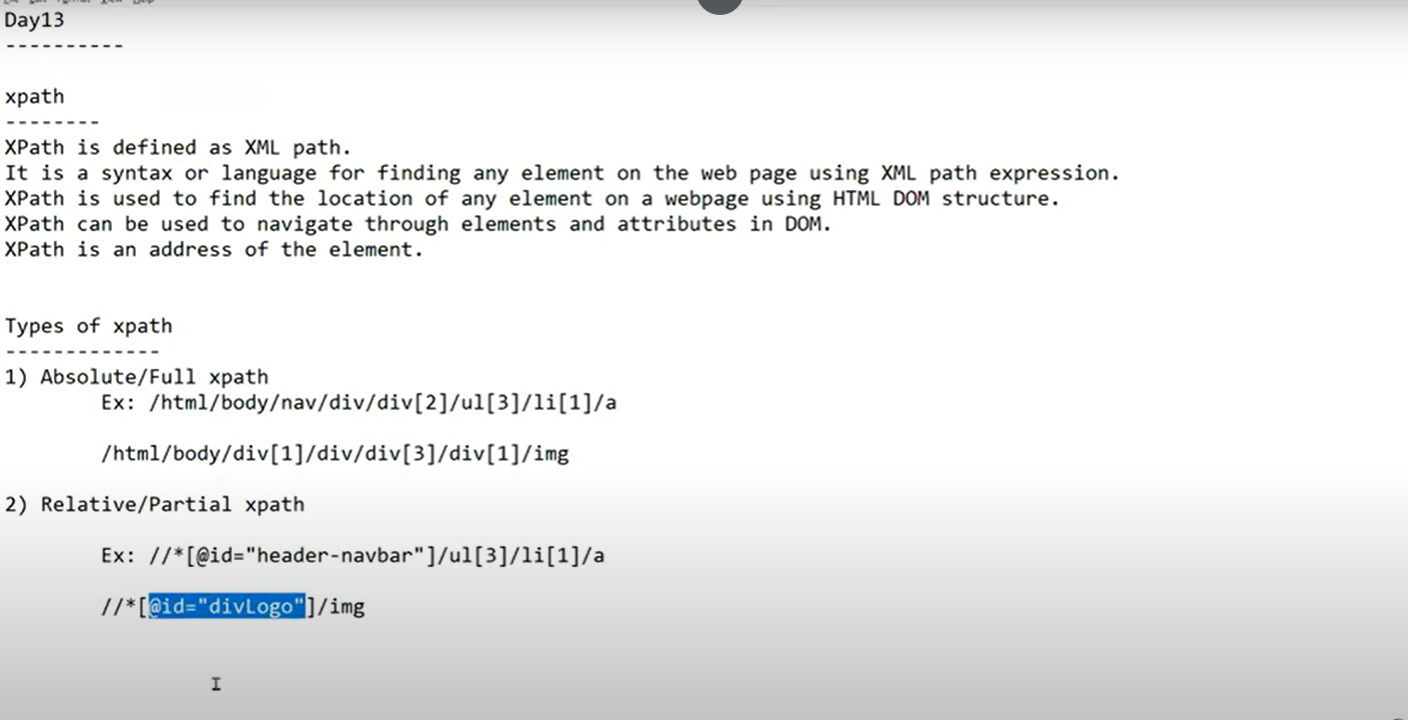 Day13
----------
xpath
--------
XPath is defined as XML path.
It is a syntax or language for finding any element on the web page using XML path expression.
XPath is used to find the location of any element on a webpage using HTML DOM structure.
XPath can be used to navigate through elements and attributes in DOM.
XPath is an address of the element.
Types of xpath
-------------
1) Absolute/Full xpath
Ex: /html/body/nav/div/div[2]/ul[3]/li[1]/a
/html/body/div[1]/div/div[3]/div[1]/img
2) Relative/Partial xpath
Ex: //*[@id="header-navbar"]/ul[3]/li[1]/a
//*[@id="divLogo"]/img